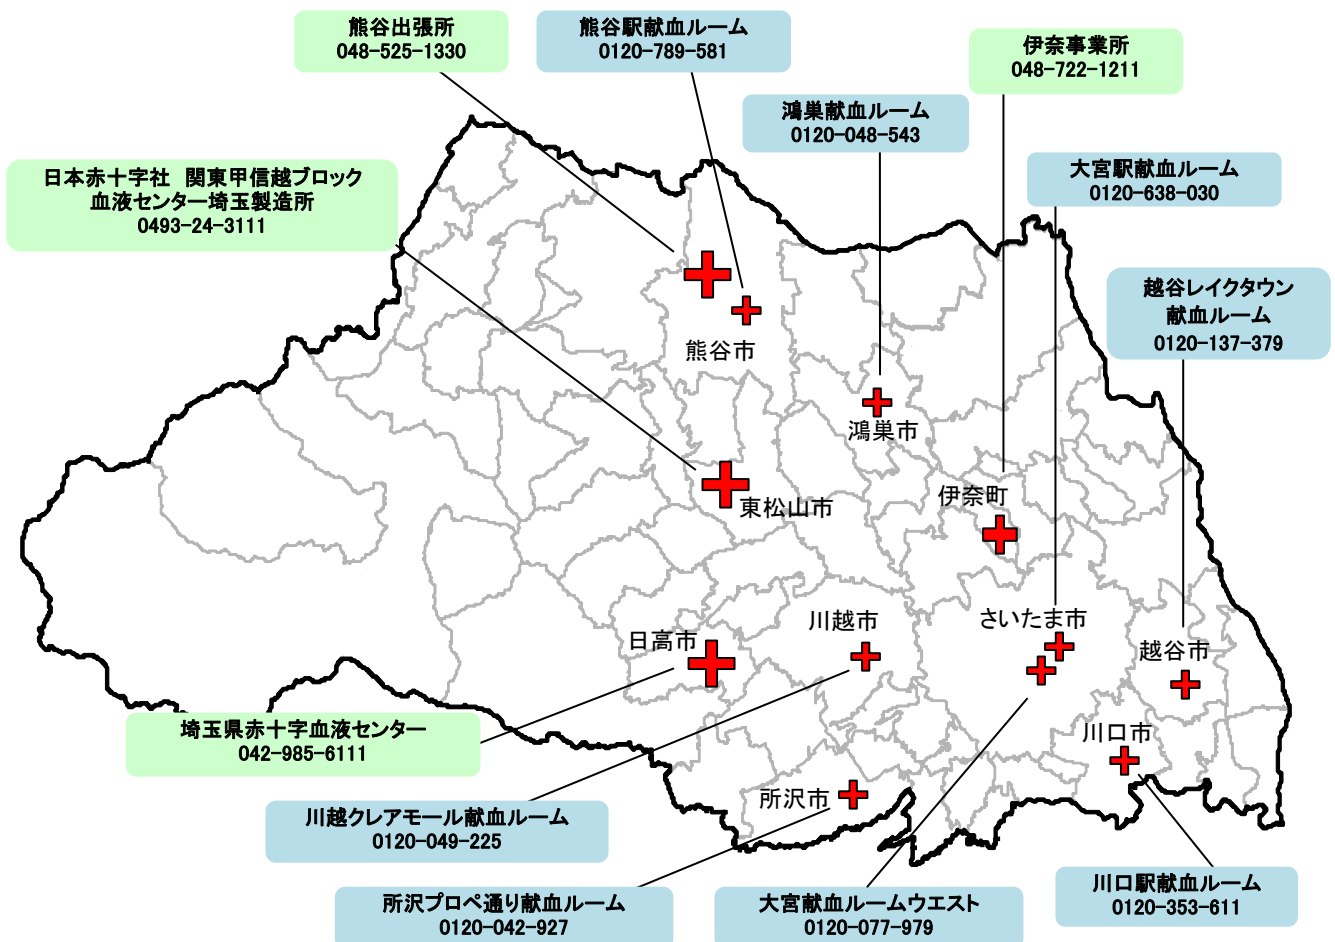 熊谷出張所
048-525-1330
熊谷駅献血ルーム
0120-789-581
伊奈事業所
048-722-1211
鴻巣献血ルーム
0120-048-543
大宮駅献血ルーム
0120-638-030
日本赤十字社　関東甲信越ブロック
血液センター埼玉製造所
0493-24-3111
越谷レイクタウン
献血ルーム
0120-137-379
熊谷市
鴻巣市
伊奈町
東松山市
川越市
さいたま市
日高市
越谷市
埼玉県赤十字血液センター
042-985-6111
川口市
所沢市
川越クレアモール献血ルーム
0120-049-225
所沢プロペ通り献血ルーム
0120-042-927
大宮献血ルームウエスト
0120-077-979
川口駅献血ルーム
0120-353-611